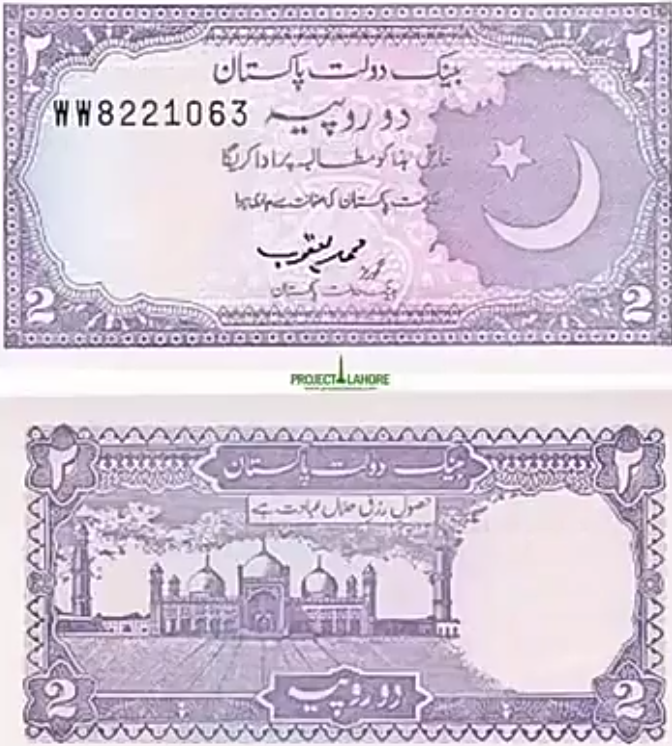 ۲ ۲
بینک دولت پاکستان
WW8221063 دو روپیہ
حامل ہذا کو مطالبہ پر ادا کریگا
حکومت پاکستان کی ضمانت سے جاری ہوا
محمد یعقوب
گورنر
بینک دولت پاکستان
2 2
PROJECT LAHORE
۲ بینک دولت پاکستان ۲
حصول رزق حلال عبادت ہے
2 دو روپیہ 2